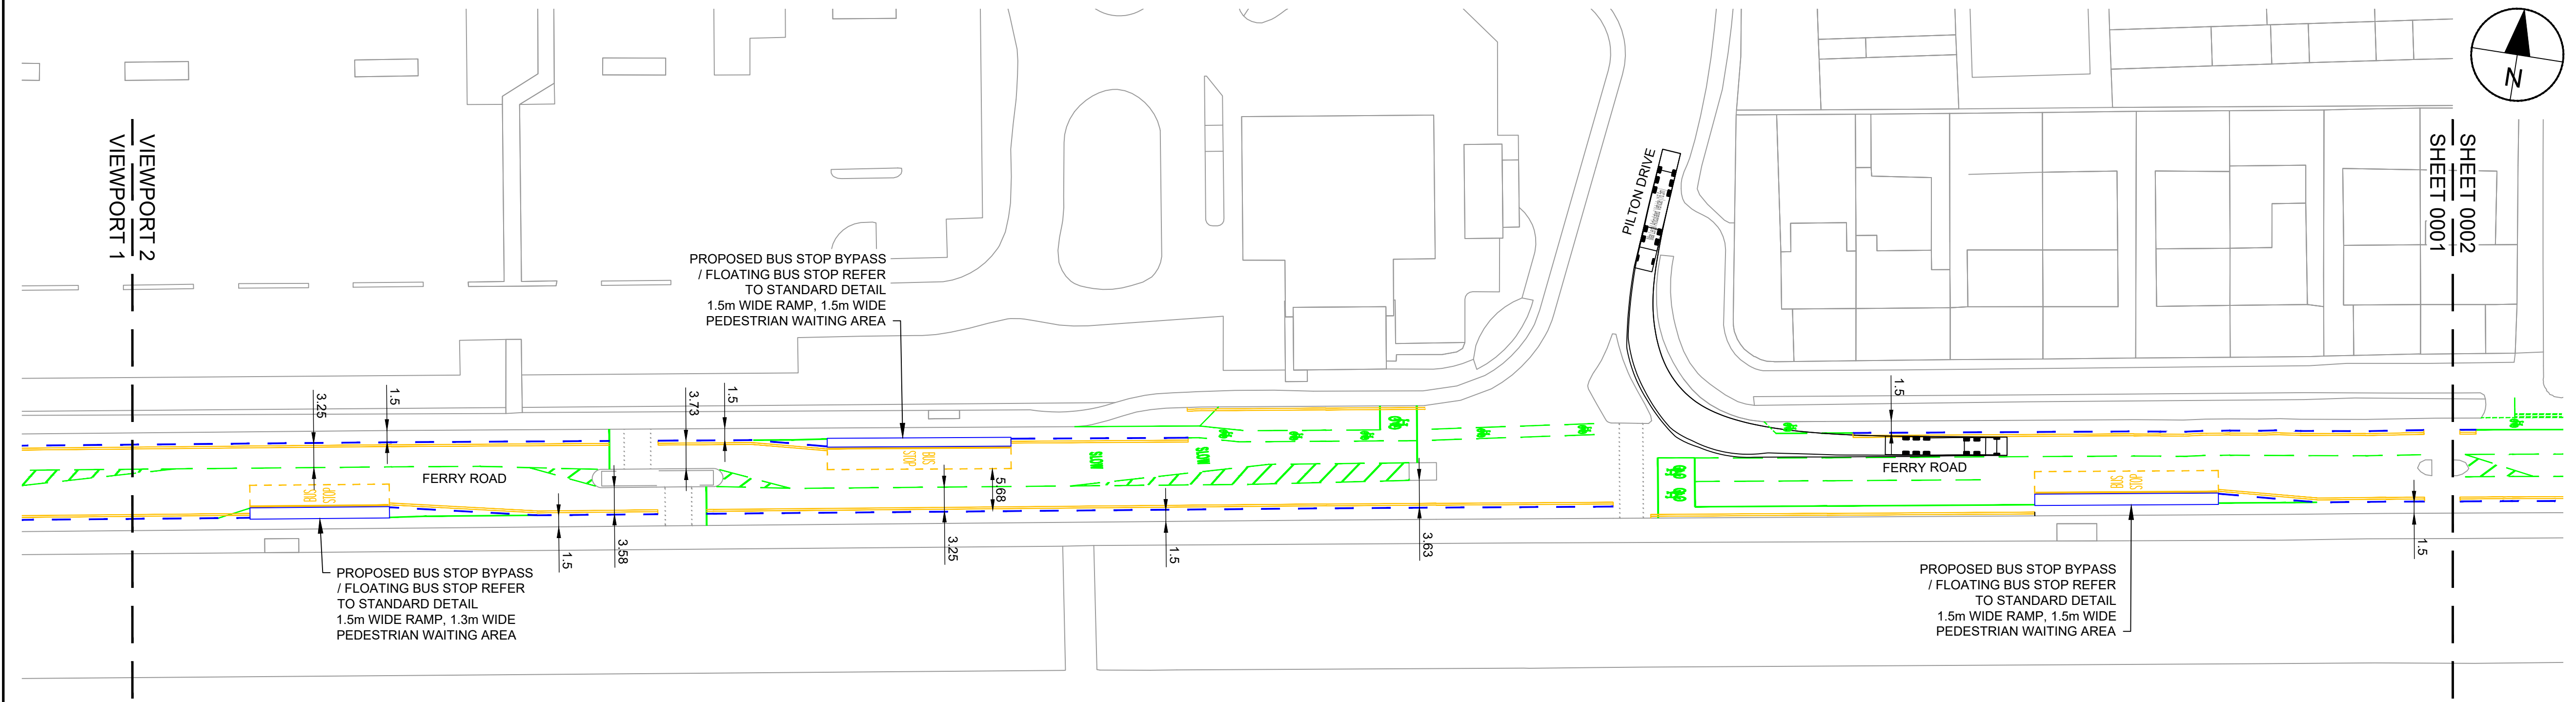 VIEWPORT 2
VIEWPORT 1
PROPOSED BUS STOP BYPASS
/ FLOATING BUS STOP REFER
TO STANDARD DETAIL
1.5m WIDE RAMP, 1.5m WIDE
PEDESTRIAN WAITING AREA
PILTON DRIVE
SHEET 0002
SHEET 0001
N
3.25
1.5
3.73
1.5
1.5
FERRY ROAD
BUS
STOP
BUS
STOP
SLOW
SLOW
5.68
FERRY ROAD
BUS
STOP
1.5
3.58
3.25
1.5
3.63
1.5
PROPOSED BUS STOP BYPASS
/ FLOATING BUS STOP REFER
TO STANDARD DETAIL
1.5m WIDE RAMP, 1.3m WIDE
PEDESTRIAN WAITING AREA
PROPOSED BUS STOP BYPASS
/ FLOATING BUS STOP REFER
TO STANDARD DETAIL
1.5m WIDE RAMP, 1.5m WIDE
PEDESTRIAN WAITING AREA